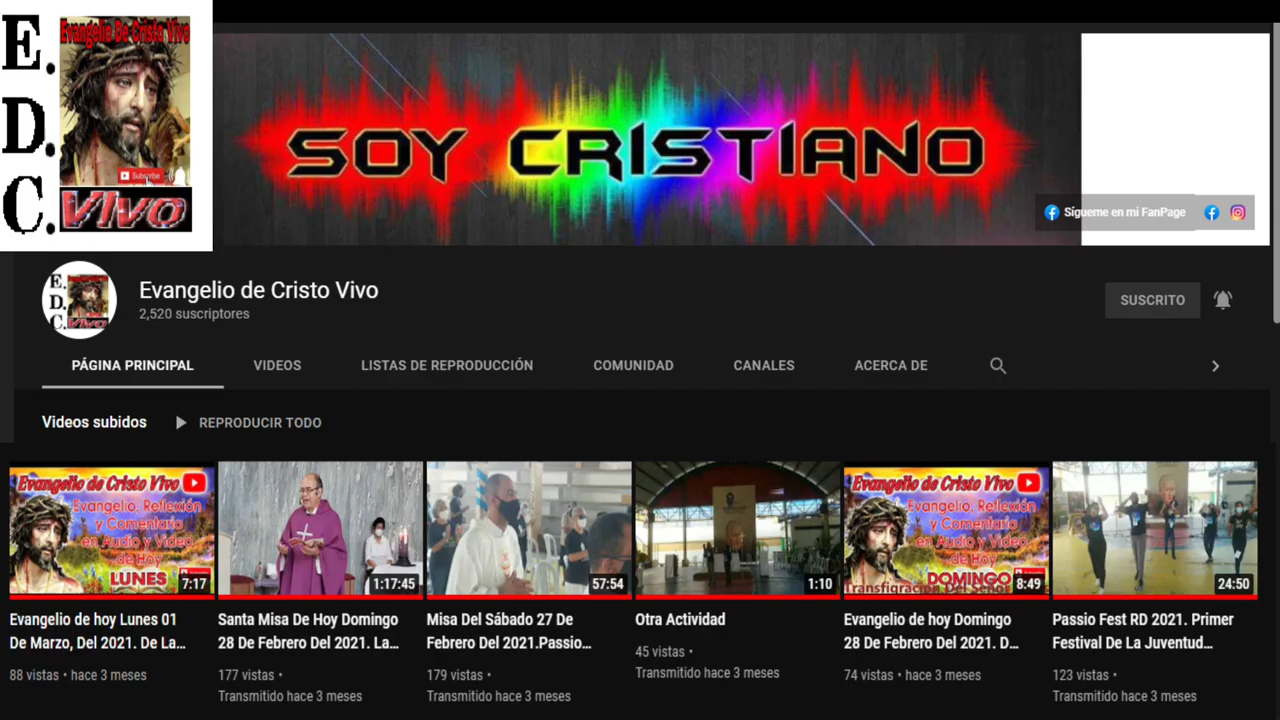 E.
D.
C.
Evangelio De Cristo Vivo
Subscribe
Vivo
SOY CRISTIANO
Sígueme en mi FanPage
E.
D.
C.
Vivo
Evangelio de Cristo Vivo
2,520 suscriptores
SUSCRITO
PÁGINA PRINCIPAL VIDEOS LISTAS DE REPRODUCCIÓN COMUNIDAD CANALES ACERCA DE
Videos subidos REPRODUCIR TODO
Evangelio de Cristo Vivo
Evangelio, Reflexión
y Comentario
en Audio y Video
de Hoy
LUNES
7:17
Evangelio de hoy Lunes 01
De Marzo, Del 2021. De La...
88 vistas • hace 3 meses
1:17:45
Santa Misa De Hoy Domingo
28 De Febrero Del 2021. La...
177 vistas •
Transmitido hace 3 meses
57:54
Misa Del Sábado 27 De
Febrero Del 2021.Passio...
179 vistas •
Transmitido hace 3 meses
1:10
Otra Actividad
45 vistas •
Transmitido hace 3 meses
Evangelio de Cristo Vivo
Evangelio, Reflexión
y Comentario
en Audio y Video
de Hoy
DOMINGO
Transfigración Del Señor
8:49
Evangelio de hoy Domingo
28 De Febrero Del 2021. D...
74 vistas • hace 3 meses
24:50
Passio Fest RD 2021. Primer
Festival De La Juventud...
123 vistas •
Transmitido hace 3 meses